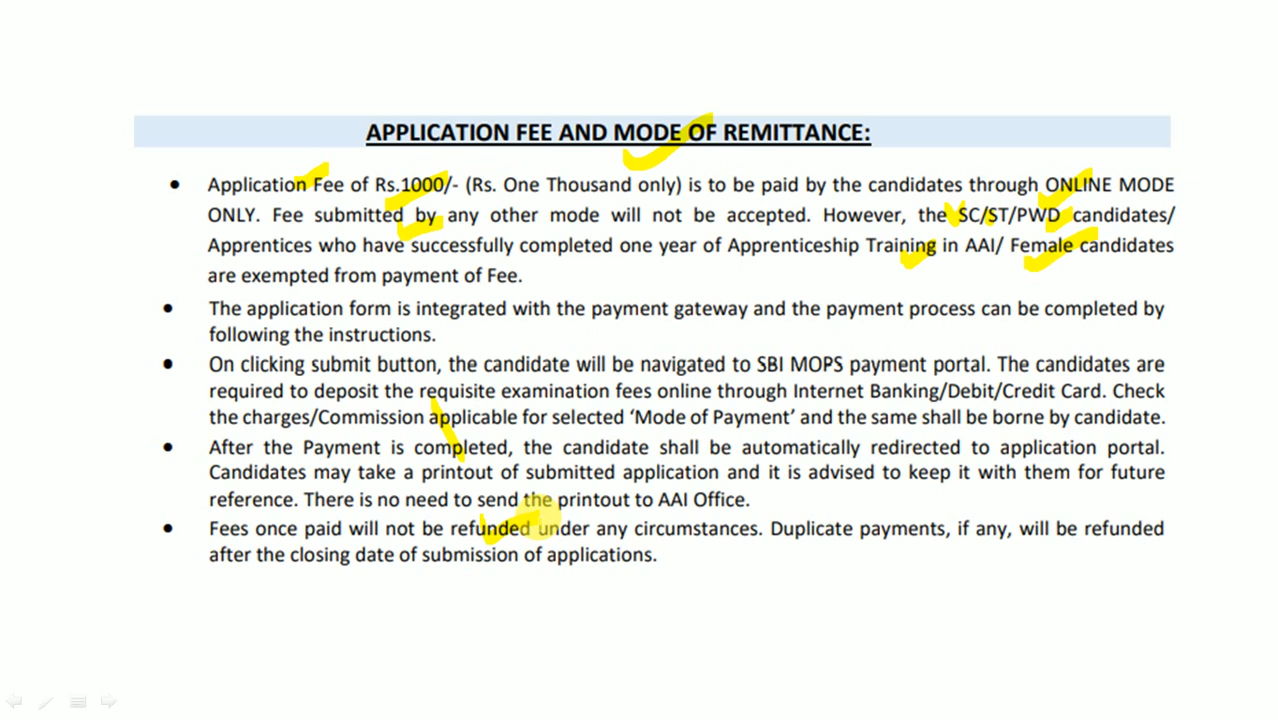 APPLICATION FEE AND MODE OF REMITTANCE:
• Application Fee of Rs.1000/- (Rs. One Thousand only) is to be paid by the candidates through ONLINE MODE
ONLY. Fee submitted by any other mode will not be accepted. However, the SC/ST/PWD candidates/
Apprentices who have successfully completed one year of Apprenticeship Training in AAI/ Female candidates
are exempted from payment of Fee.
• The application form is integrated with the payment gateway and the payment process can be completed by
following the instructions.
• On clicking submit button, the candidate will be navigated to SBI MOPS payment portal. The candidates are
required to deposit the requisite examination fees online through Internet Banking/Debit/Credit Card. Check
the charges/Commission applicable for selected ‘Mode of Payment’ and the same shall be borne by candidate.
• After the Payment is completed, the candidate shall be automatically redirected to application portal.
Candidates may take a printout of submitted application and it is advised to keep it with them for future
reference. There is no need to send the printout to AAI Office.
• Fees once paid will not be refunded under any circumstances. Duplicate payments, if any, will be refunded
after the closing date of submission of applications.